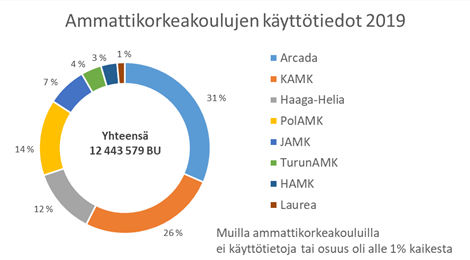 Ammattikorkeakoulujen käyttötiedot 2019
1 %
3 %
4 %
7 %
14 %
12 %
26 %
31 %
Yhteensä
12 443 579 BU
Arcada
KAMK
Haaga-Helia
PolAMK
JAMK
TurunAMK
HAMK
Laurea
Muilla ammattikorkeakouluilla
ei käyttötietoja tai osuus oli alle 1% kaikesta